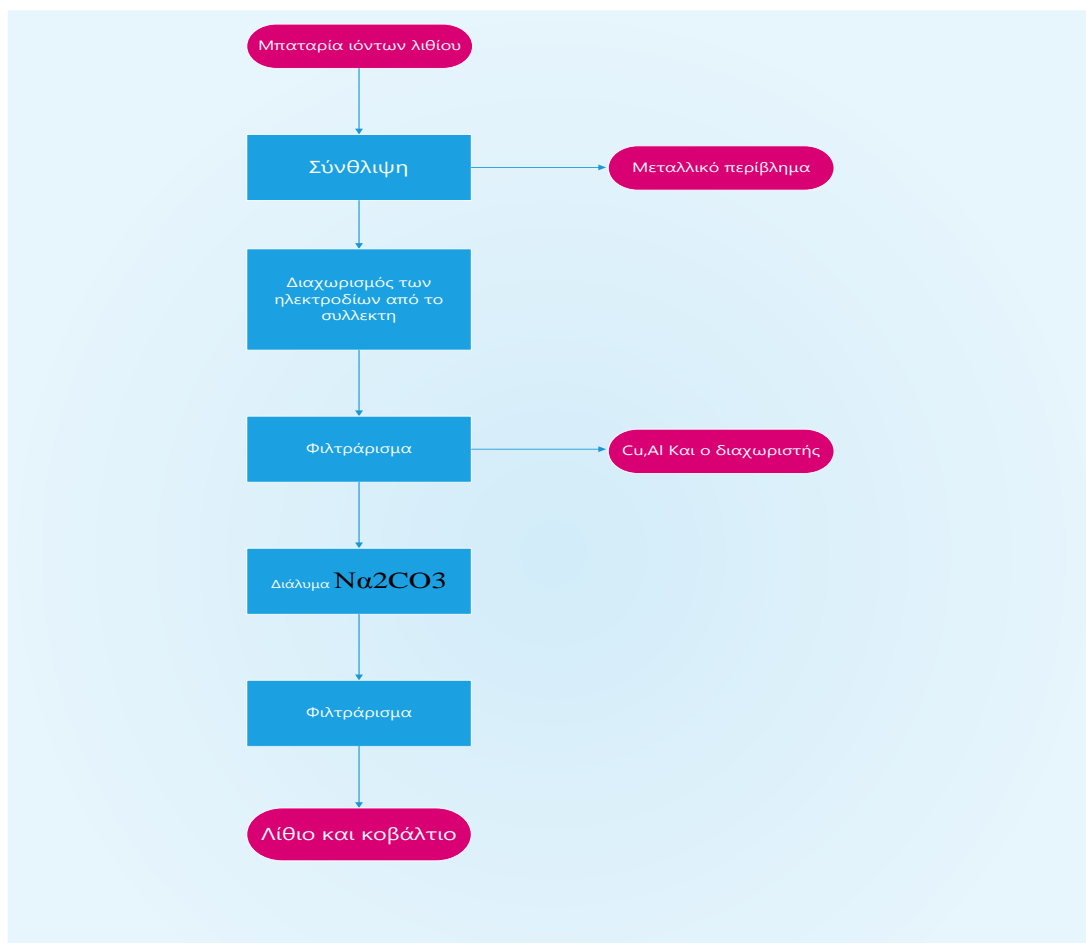 Μπαταρία ιόντων λιθίου
Σύνθλιψη
Μεταλλικό περίβλημα
Διαχωρισμός των
ηλεκτροδίων από το
συλλεκτη
Φιλτράρισμα
Cu,Al Και ο διαχωριστής
Διάλυμα Να2CO3
Φιλτράρισμα
Λίθιο και κοβάλτιο